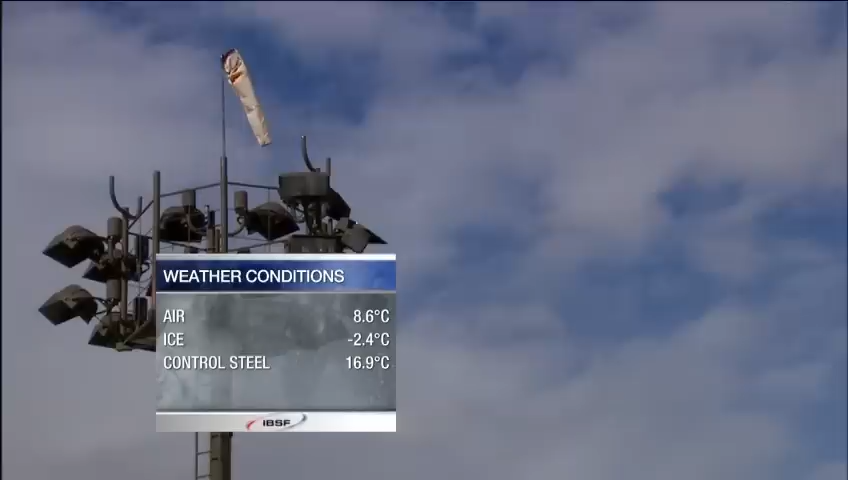 WEATHER CONDITIONS
AIR 8.6°C
ICE -2.4°C
CONTROL STEEL 16.9°C
IBSF